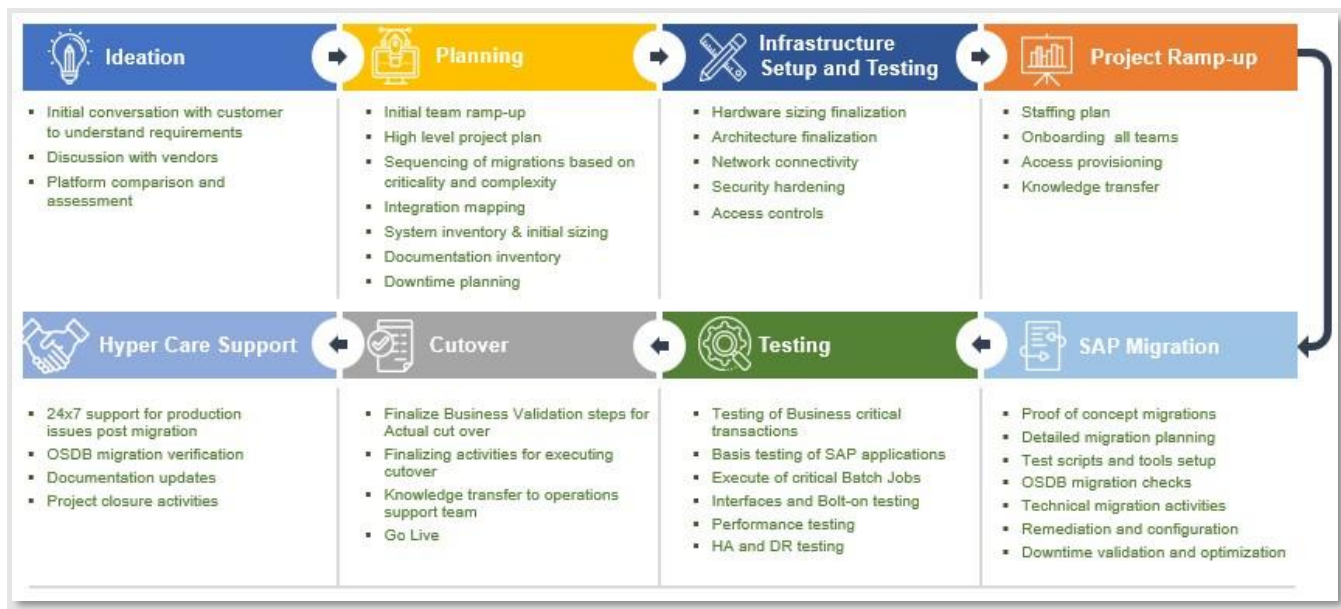 Ideation
Initial conversation with customer
to understand requirements
Discussion with vendors
Platform comparison and
assessment
Planning
Initial team ramp-up
High level project plan
Sequencing of migrations based on
criticality and complexity
Integration mapping
System inventory & initial sizing
Documentation inventory
Downtime planning
Infrastructure
Setup and Testing
Hardware sizing finalization
Architecture finalization
Network connectivity
Security hardening
Access controls
Project Ramp-up
Staffing plan
Onboarding all teams
Access provisioning
Knowledge transfer
SAP Migration
Proof of concept migrations
Detailed migration planning
Test scripts and tools setup
OSDB migration checks
Technical migration activities
Remediation and configuration
Downtime validation and optimization
Testing
Testing of Business critical
transactions
Basis testing of SAP applications
Execute of critical Batch Jobs
Interfaces and Bolt-on testing
Performance testing
HA and DR testing
Cutover
Finalize Business Validation steps for
Actual cut over
Finalizing activities for executing
cutover
Knowledge transfer to operations
support team
Go Live
Hyper Care Support
24x7 support for production
issues post migration
OSDB migration verification
Documentation updates
Project closure activities